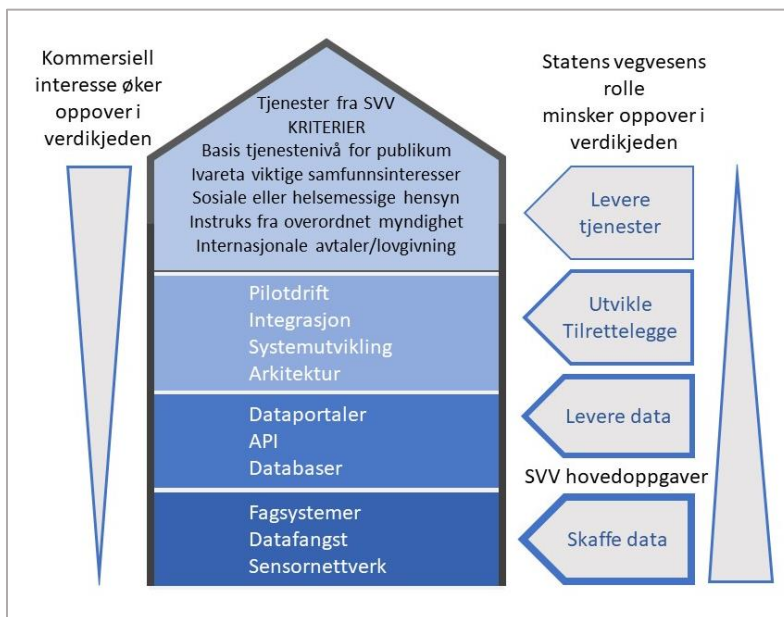 Kommersiell
interesse øker
oppover i
verdikjeden
Tjenester fra SVV
KRITERIER
Basis tjenestenivå for publikum
Ivareta viktige samfunnsinteresser
Sosiale eller helsemessige hensyn
Instruks fra overordnet myndighet
Internasjonale avtaler/lovgivning
Pilotdrift
Integrasjon
Systemutvikling
Arkitektur
Dataportaler
API
Databaser
Fagsystemer
Datafangst
Sensornettverk
Statens vegvesens
rolle
minsker oppover i
verdikjeden
Levere
tjenester
Utvikle
Tilrettelegge
Levere data
SVV hovedoppgaver
Skaffe data